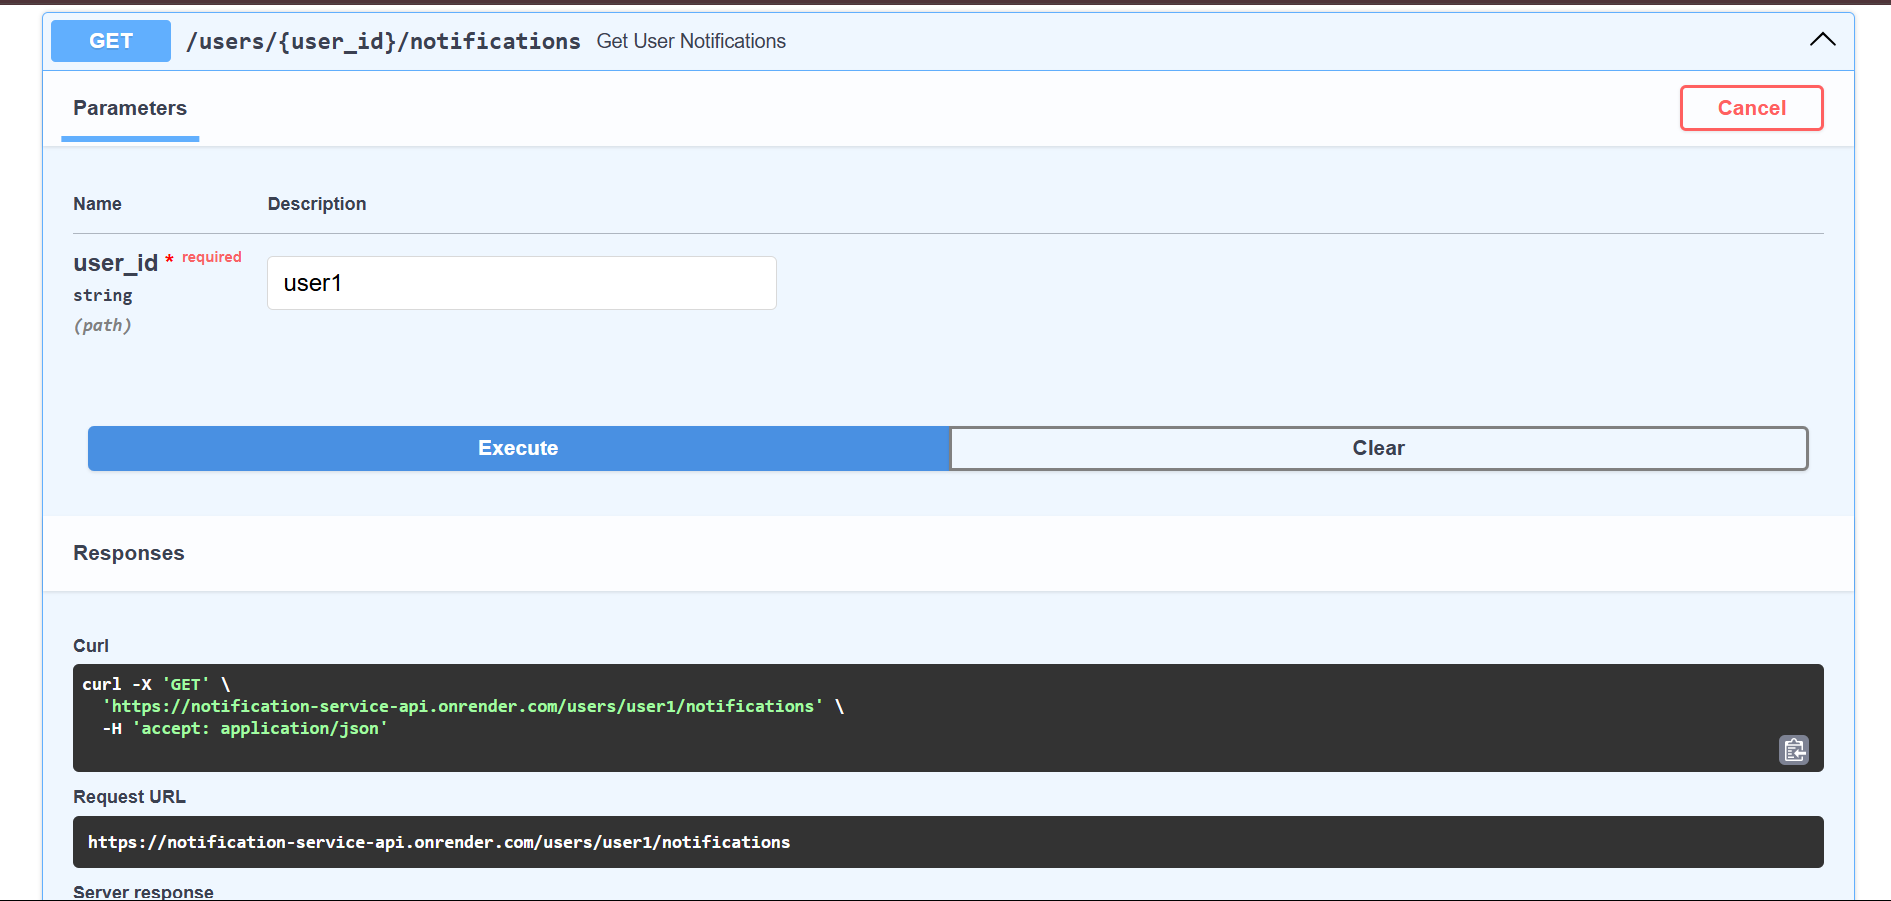 GET /users/{user_id}/notifications Get User Notifications
Parameters
Cancel
Name Description
user_id * required
string
(path)
user1
Execute
Clear
Responses
Curl
curl -X 'GET' \
  'https://notification-service-api.onrender.com/users/user1/notifications' \
  -H 'accept: application/json'
Request URL
https://notification-service-api.onrender.com/users/user1/notifications
Server response